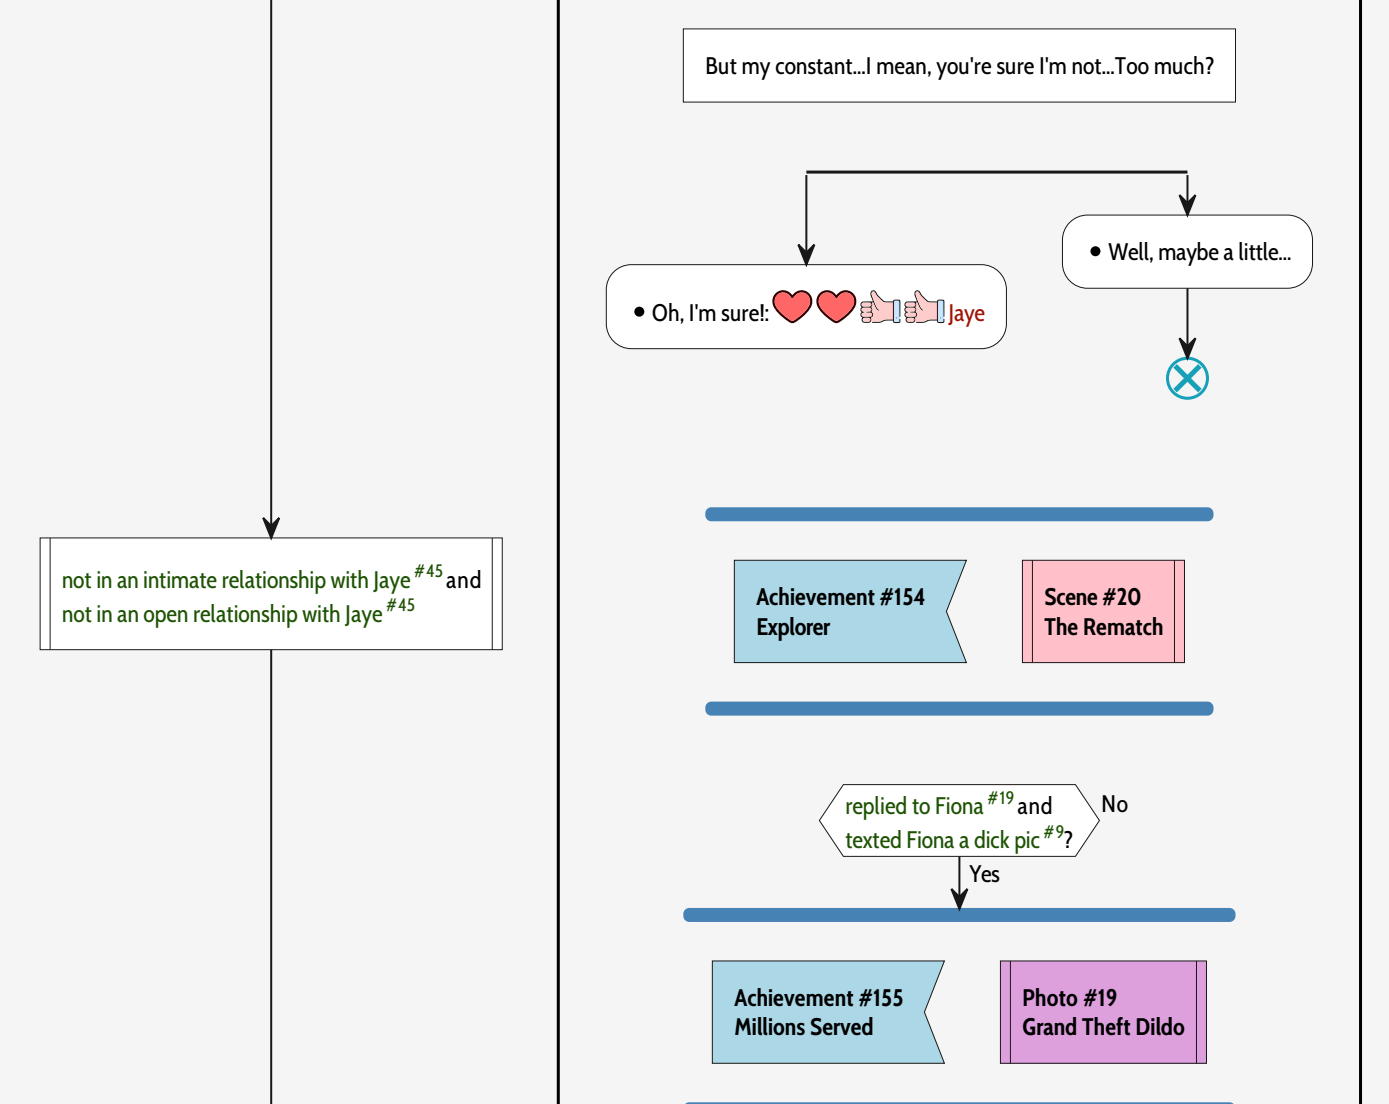 But my constant...I mean, you're sure I'm not...Too much?
• Well, maybe a little...
• Oh, I'm sure!: Jaye
not in an intimate relationship with Jaye #45 and
not in an open relationship with Jaye #45
Achievement #154
Explorer
Scene #20
The Rematch
replied to Fiona #19 and
texted Fiona a dick pic #9?
No
Yes
Achievement #155
Millions Served
Photo #19
Grand Theft Dildo